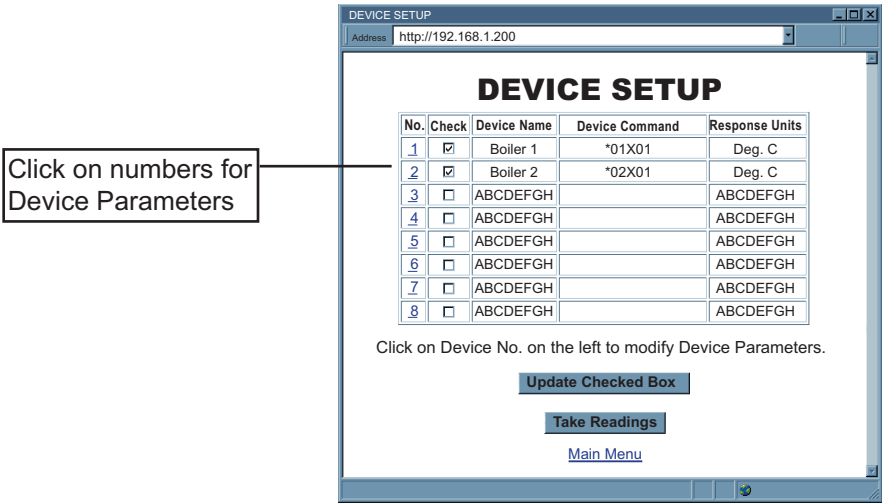 DEVICE SETUP
Address http://192.168.1.200
DEVICE SETUP
No. Check Device Name Device Command Response Units
1 Boiler 1 *01X01 Deg. C
2 Boiler 2 *02X01 Deg. C
3 ABCDEFGH ABCDEFGH
4 ABCDEFGH ABCDEFGH
5 ABCDEFGH ABCDEFGH
6 ABCDEFGH ABCDEFGH
7 ABCDEFGH ABCDEFGH
8 ABCDEFGH ABCDEFGH
Click on numbers for
Device Parameters
Click on Device No. on the left to modify Device Parameters.
Update Checked Box
Take Readings
Main Menu